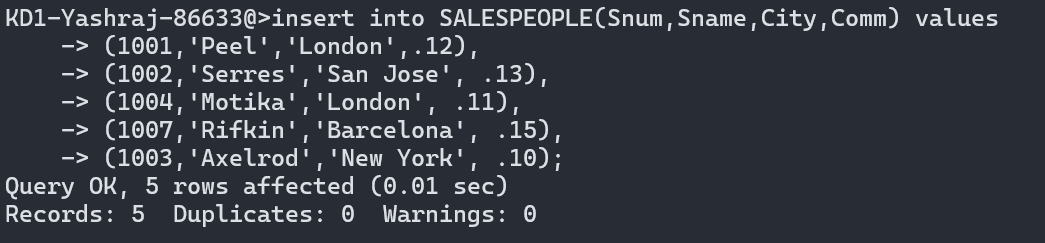 KD1-Yashraj-86633@>insert into SALESPEOPLE(Snum,Sname,City,Comm) values
    -> (1001,'Peel','London',.12),
    -> (1002,'Serres','San Jose', .13),
    -> (1004,'Motika','London', .11),
    -> (1007,'Rifkin','Barcelona', .15),
    -> (1003,'Axelrod','New York', .10);
Query OK, 5 rows affected (0.01 sec)
Records: 5  Duplicates: 0  Warnings: 0